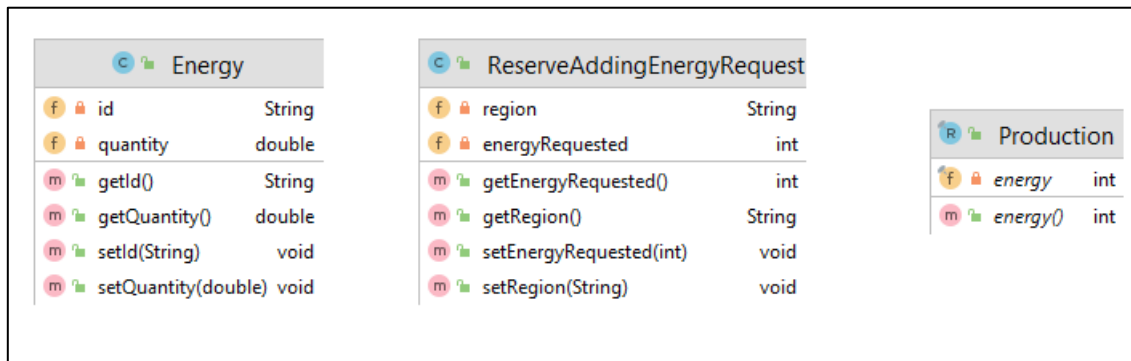 Energy
id String
quantity double
getId() String
getQuantity() double
setId(String) void
setQuantity(double) void
ReserveAddingEnergyRequest
region String
energyRequested int
getEnergyRequested() int
getRegion() String
setEnergyRequested(int) void
setRegion(String) void
Production
energy int
energy() int